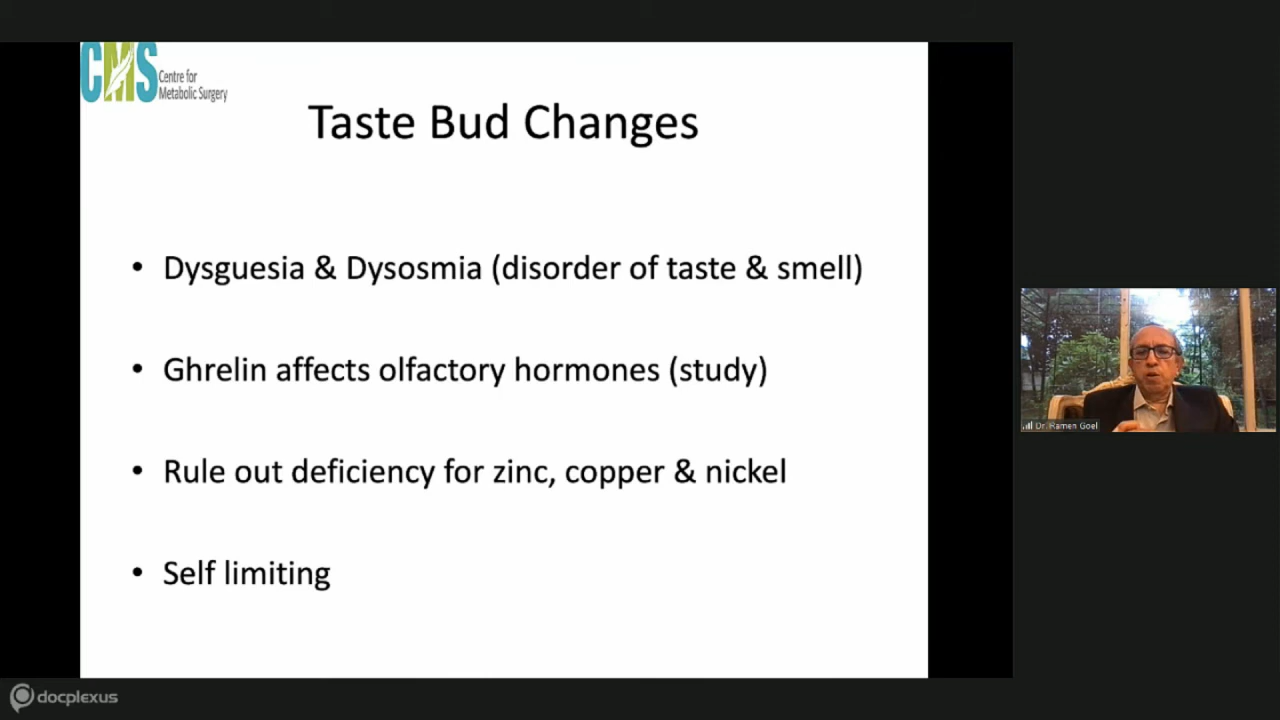 CMS Centre for
Metabolic Surgery
Taste Bud Changes
• Dysguesia & Dysosmia (disorder of taste & smell)
• Ghrelin affects olfactory hormones (study)
• Rule out deficiency for zinc, copper & nickel
• Self limiting
Dr. Ramen Goel
docplexus